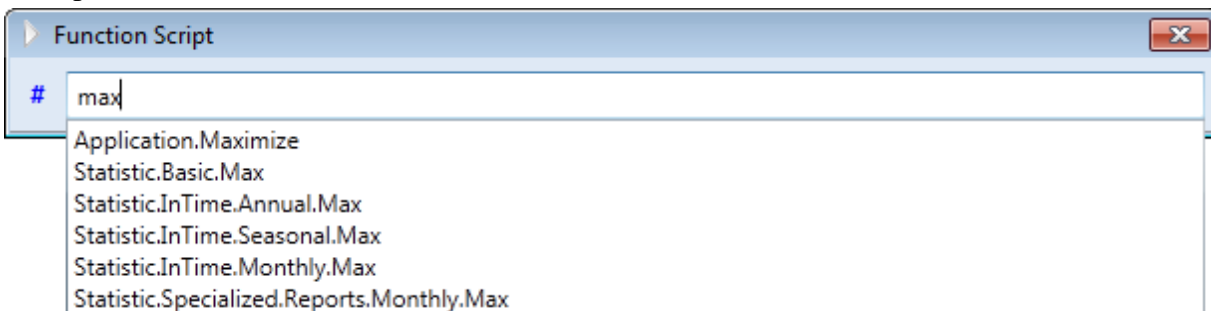 Function Script
# max
Application.Maximize
Statistic.Basic.Max
Statistic.InTime.Annual.Max
Statistic.InTime.Seasonal.Max
Statistic.InTime.Monthly.Max
Statistic.Specialized.Reports.Monthly.Max